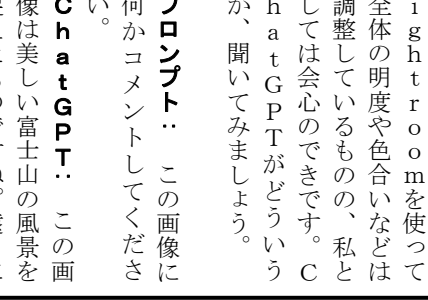 ightroomを使って
全体の明度や色合いなどは
調整しているものの、私と
しては会心のできです。C
hatGPTがどういう
か、聞いてみましょう。
プロンプト:　この画像に
何かコメントしてくださ
い。
ChatGPT:　この画
像は美しい富士山の風景を